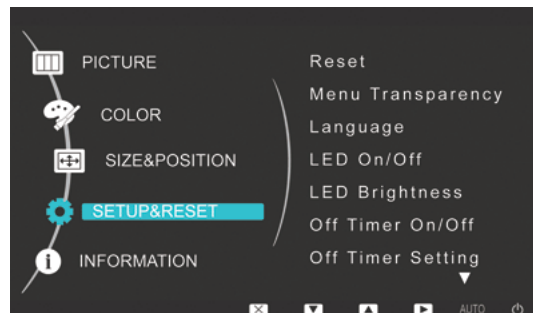 PICTURE
COLOR
SIZE&POSITION
SETUP&RESET
INFORMATION
Reset
Menu Transparency
Language
LED On/Off
LED Brightness
Off Timer On/Off
Off Timer Setting
AUTO